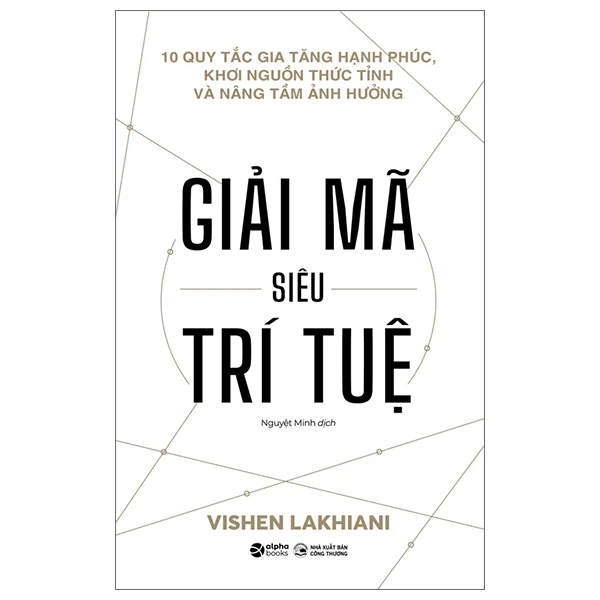 10 QUY TẮC GIA TĂNG HẠNH PHÚC,
KHƠI NGUỒN THỨC TỈNH
VÀ NÂNG TẦM ẢNH HƯỞNG
GIẢI MÃ
SIÊU
TRÍ TUỆ
Nguyệt Minh dịch
VISHEN LAKHIANI
alpha
books
NHÀ XUẤT BẢN
CÔNG THƯƠNG